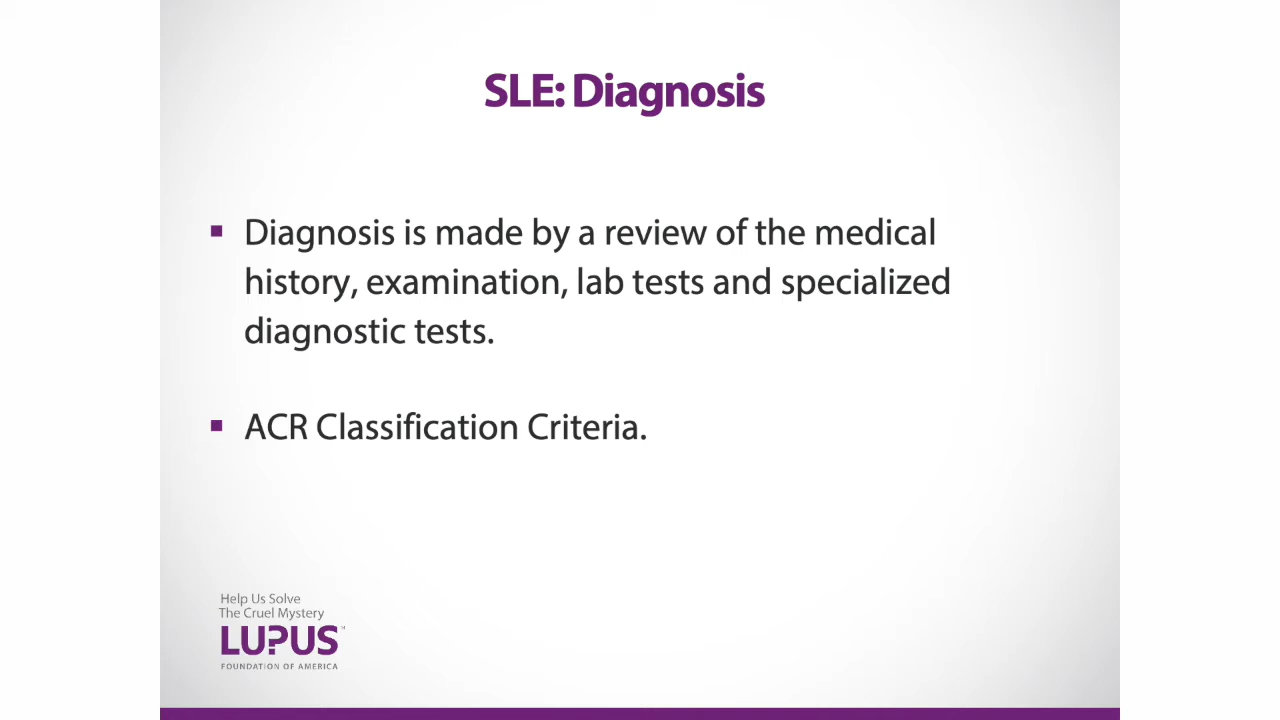 SLE: Diagnosis
▪ Diagnosis is made by a review of the medical
history, examination, lab tests and specialized
diagnostic tests.
▪ ACR Classification Criteria.
Help Us Solve
The Cruel Mystery
LUPUS™
FOUNDATION OF AMERICA